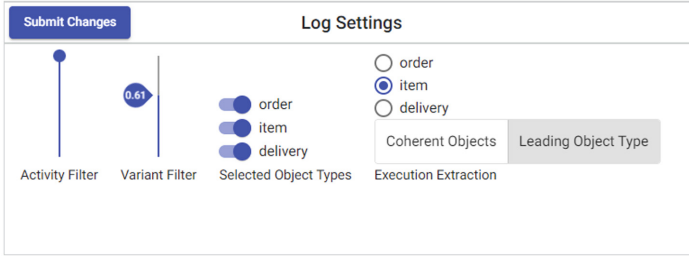 Submit Changes
Log Settings
order
item
0.61
order
delivery
item
Coherent Objects
Leading Object Type
delivery
Activity Filter
Variant Filter
Selected Object Types
Execution Extraction